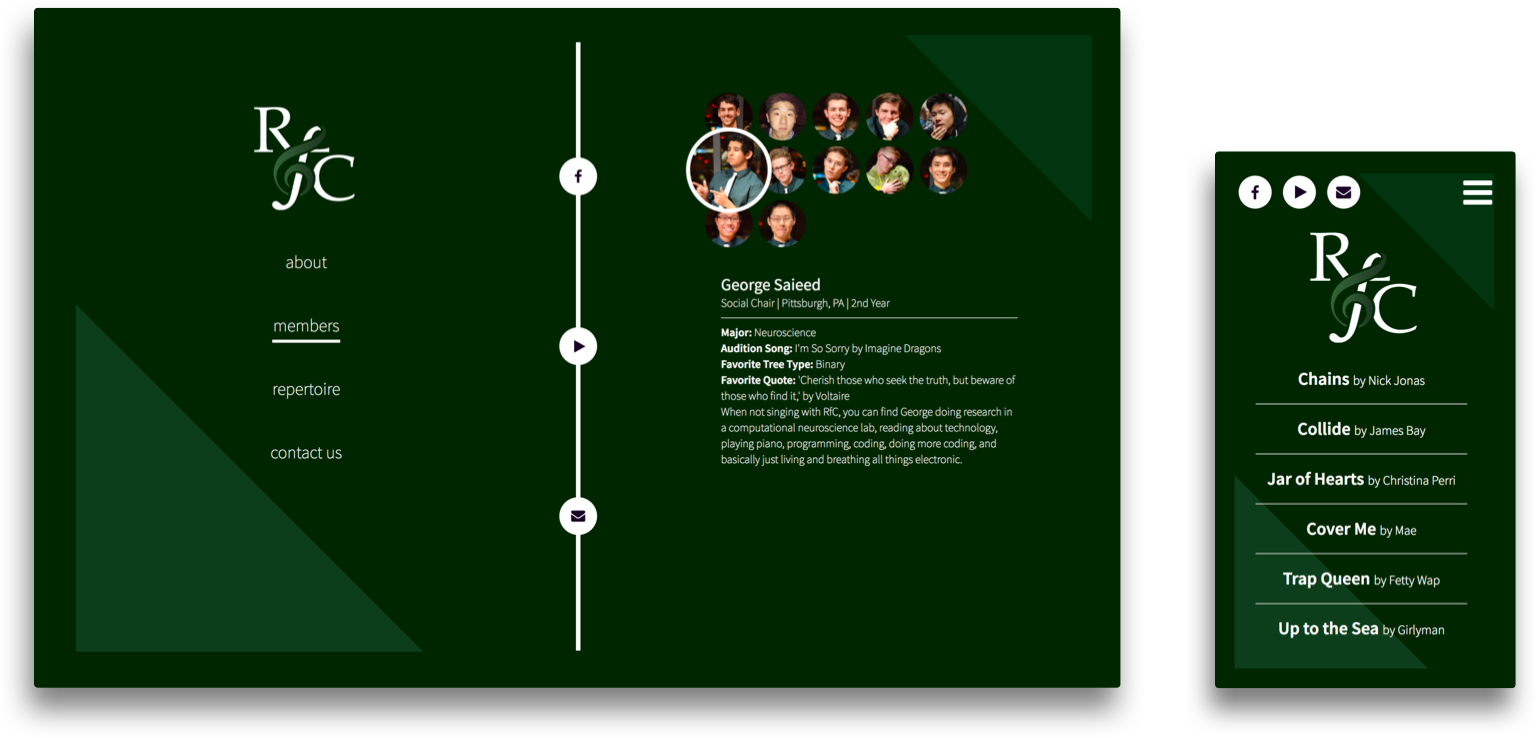 RfC
about
members
repertoire
contact us
George Saieed
Social Chair | Pittsburgh, PA | 2nd Year
Major: Neuroscience
Audition Song: I'm So Sorry by Imagine Dragons
Favorite Tree Type: Binary
Favorite Quote: 'Cherish those who seek the truth, but beware of
those who find it,' by Voltaire
When not singing with RfC, you can find George doing research in
a computational neuroscience lab, reading about technology,
playing piano, programming, coding, doing more coding, and
basically just living and breathing all things electronic.
RfC
Chains by Nick Jonas
Collide by James Bay
Jar of Hearts by Christina Perri
Cover Me by Mae
Trap Queen by Fetty Wap
Up to the Sea by Girlyman